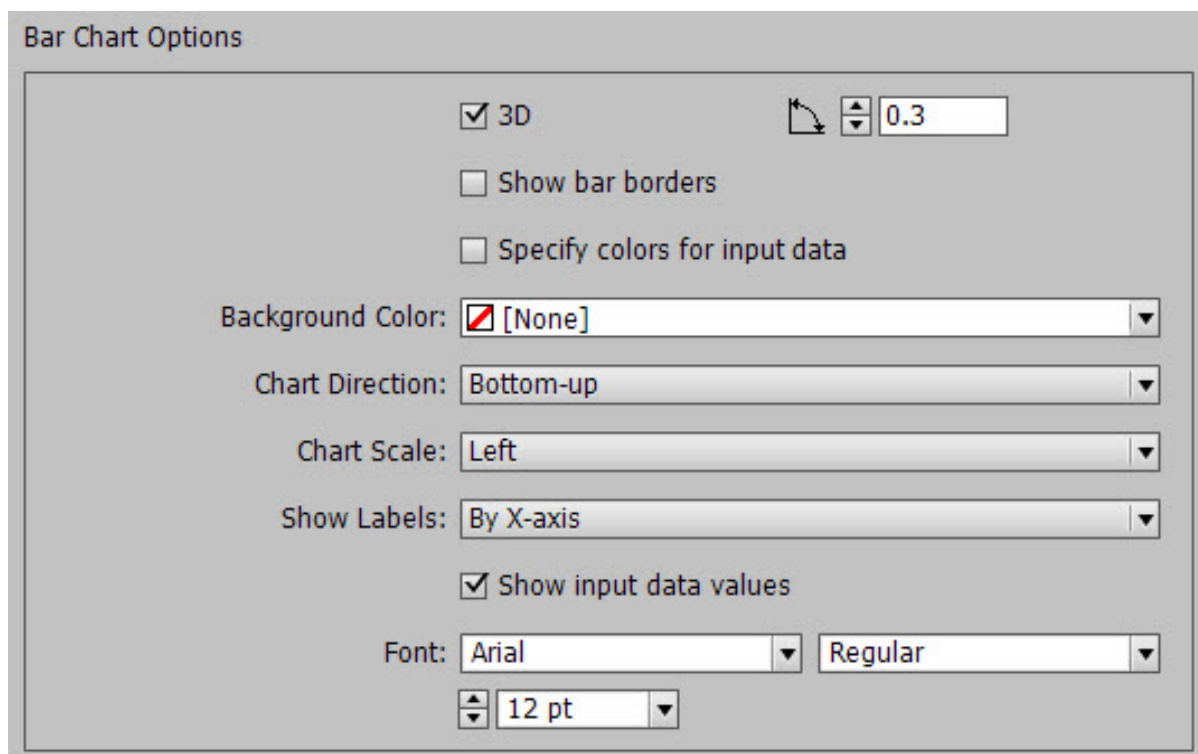 Bar Chart Options
3D 0.3
Show bar borders
Specify colors for input data
Background Color: [None]
Chart Direction: Bottom-up
Chart Scale: Left
Show Labels: By X-axis
Show input data values
Font: Arial Regular
12 pt